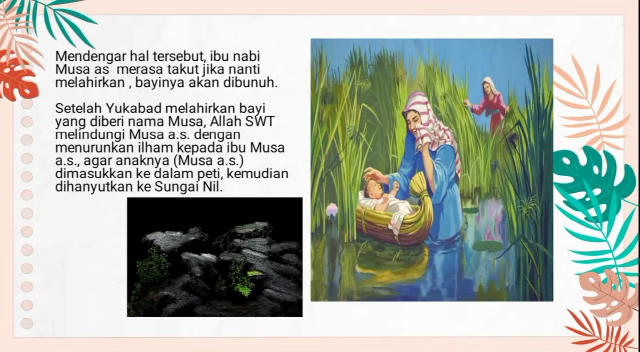 Mendengar hal tersebut, ibu nabi
Musa as  merasa takut jika nanti
melahirkan , bayinya akan dibunuh.
Setelah Yukabad melahirkan bayi
yang diberi nama Musa, Allah SWT
melindungi Musa a.s. dengan
menurunkan ilham kepada ibu Musa
a.s., agar anaknya (Musa a.s.)
dimasukkan ke dalam peti, kemudian
dihanyutkan ke Sungai Nil.